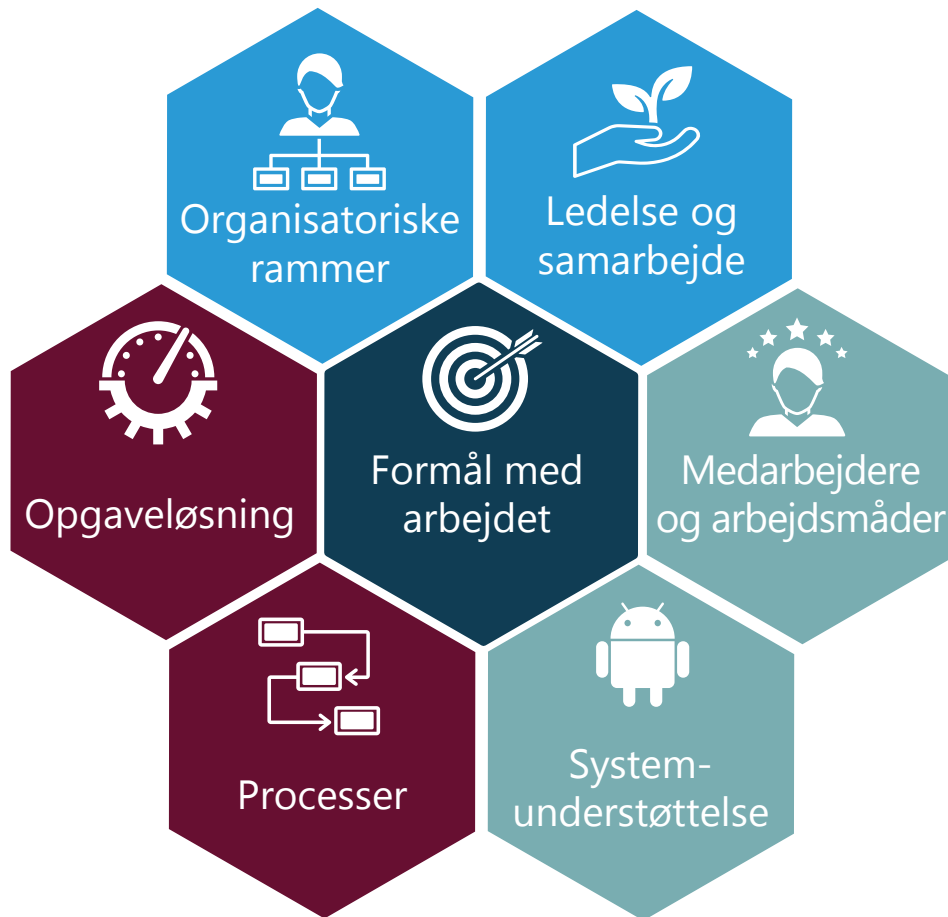 Organisatoriske
rammer
Ledelse og
samarbejde
Opgaveløsning
Formål med
arbejdet
Medarbejdere
og arbejdsmåder
Processer
System-
understøttelse